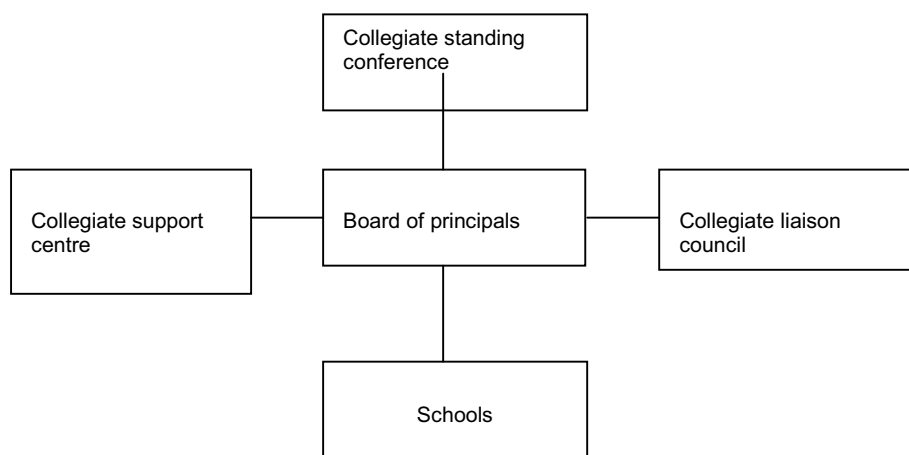 Collegiate standing
conference
Collegiate support
centre
Board of principals
Collegiate liaison
council
Schools